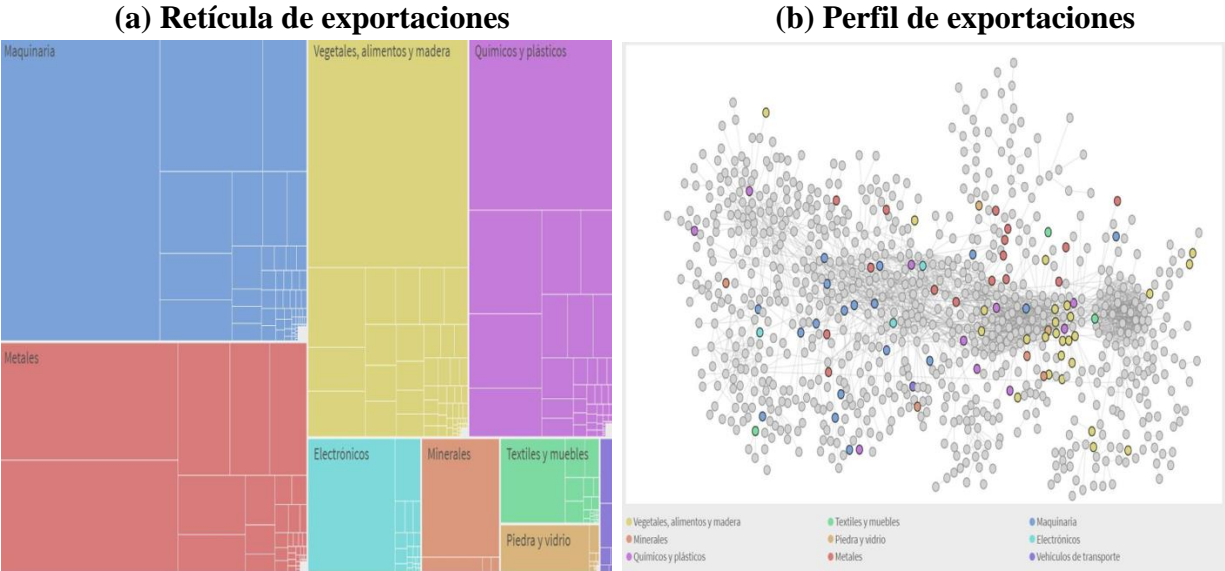 (a) Retícula de exportaciones
(b) Perfil de exportaciones
Maquinaria
Vegetales, alimentos y madera
Químicos y plásticos
Metales
Electrónicos
Minerales
Textiles y muebles
Piedra y vidrio
Vegetales, alimentos y madera
Textiles y muebles
Maquinaria
Minerales
Piedra y vidrio
Electrónicos
Químicos y plásticos
Metales
Vehículos de transporte